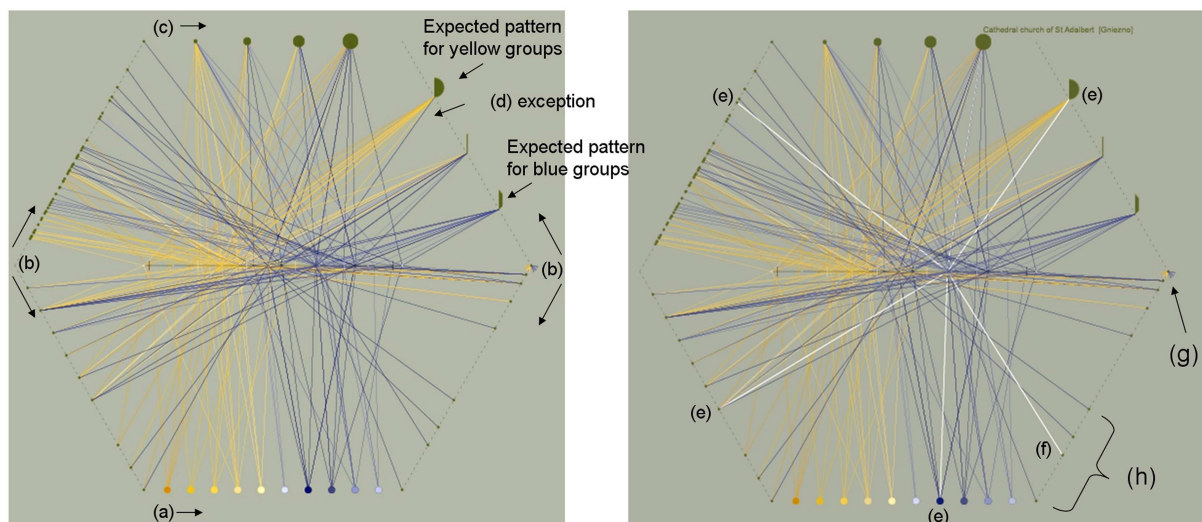 (c)
Expected pattern
for yellow groups
(d) exception
Expected pattern
for blue groups
(b)
(b)
(a)
Cathedral church of St Adalbert [Gniezno]
(e)
(e)
(g)
(e)
(f)
(h)
(e)